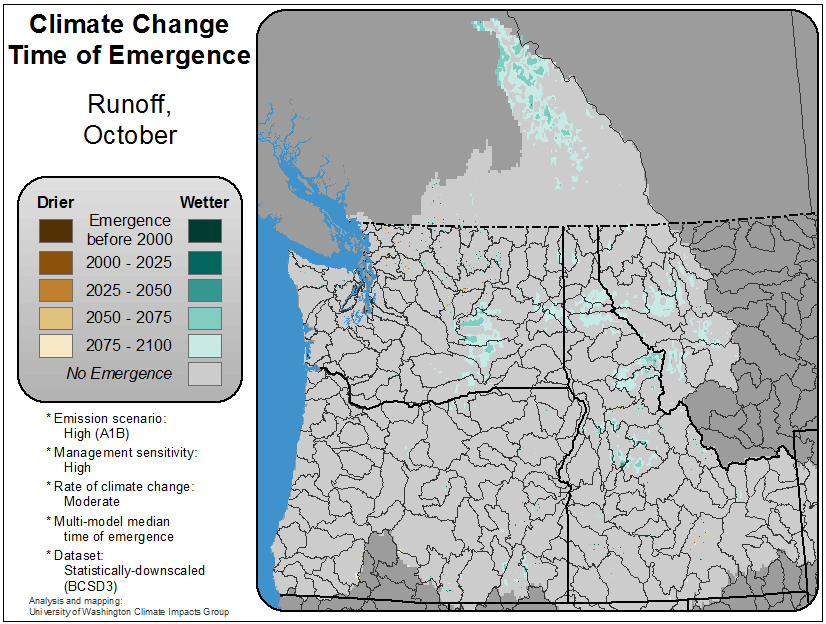 Climate Change
Time of Emergence
Runoff,
October
Drier Wetter
Emergence
before 2000
2000 - 2025
2025 - 2050
2050 - 2075
2075 - 2100
No Emergence
* Emission scenario:
High (A1B)
* Management sensitivity:
High
* Rate of climate change:
Moderate
* Multi-model median
time of emergence
* Dataset:
Statistically-downscaled
(BCSD3)
Analysis and mapping:
University of Washington Climate Impacts Group